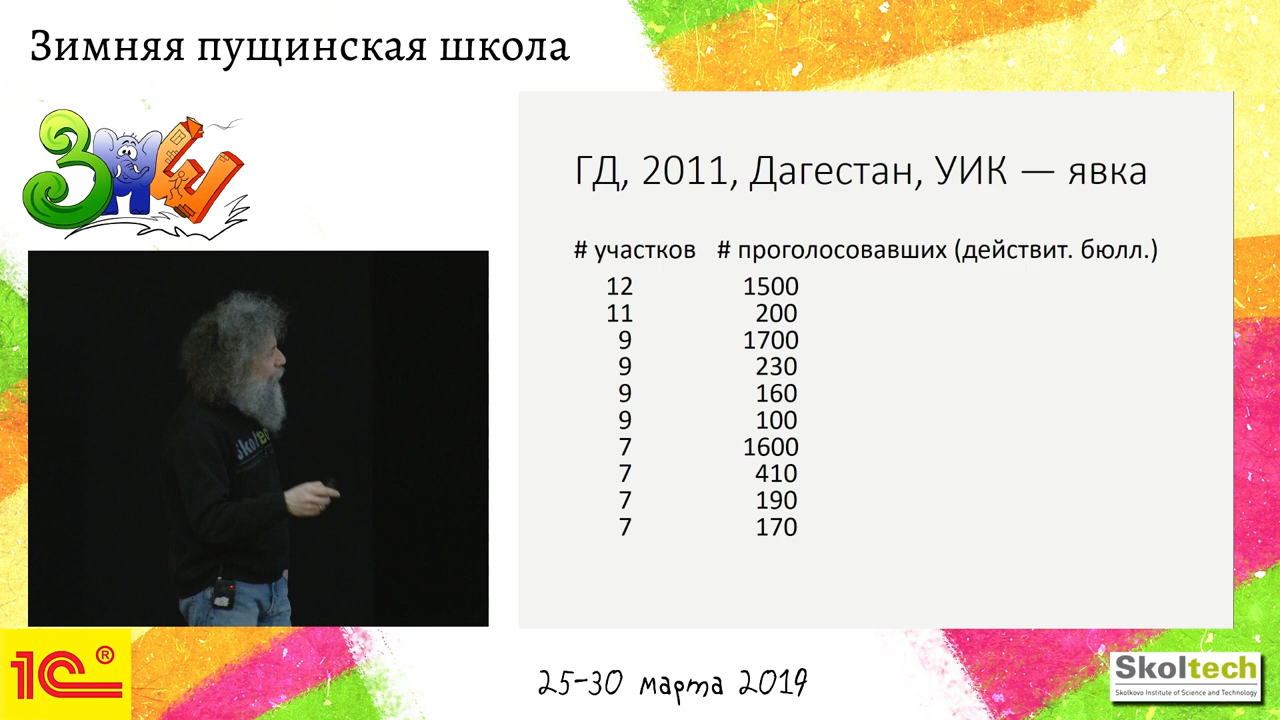 Зимняя пущинская школа
ЗПШ
ГД, 2011, Дагестан, УИК — явка
# участков # проголосовавших (действит. бюлл.)
12 1500
11 200
9 1700
9 230
9 160
9 100
7 1600
7 410
7 190
7 170
Skoltech
1С®
25-30 марта 2019
Skoltech
Skolkovo Institute of Science and Technology